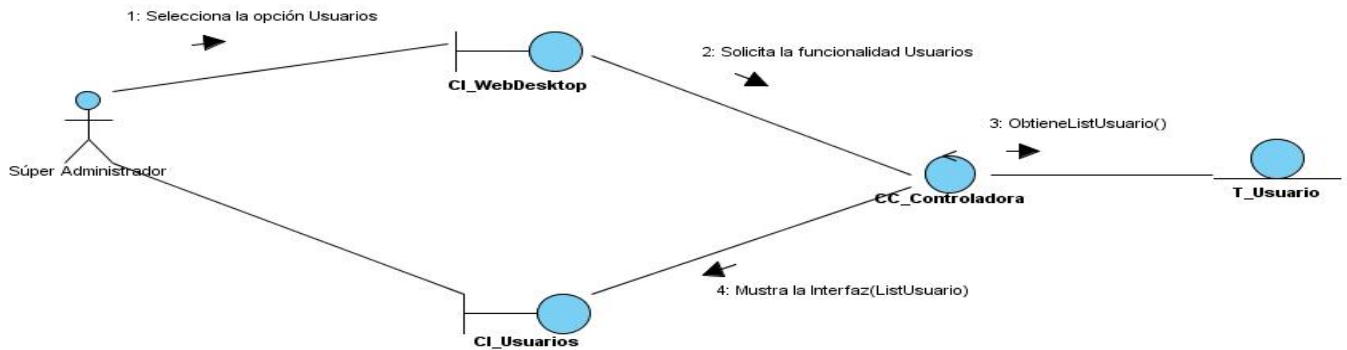 1: Selecciona la opción Usuarios
2: Solicita la funcionalidad Usuarios
CI_WebDesktop
3: ObtieneListUsuario()
Súper Administrador
CC_Controladora
T_Usuario
4: Mustra la Interfaz(ListUsuario)
CI_Usuarios